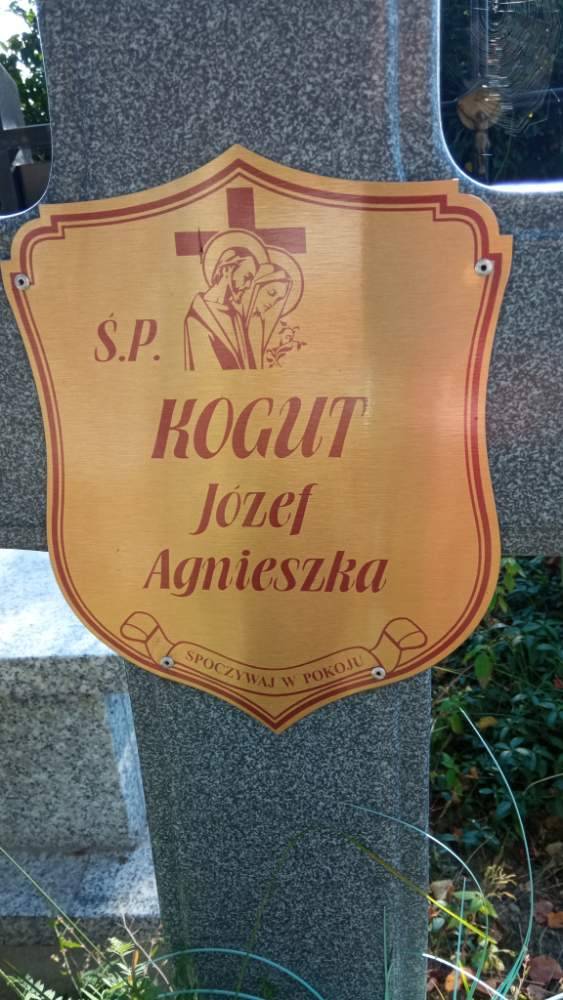 Ś.P.
KOGUT
Józef
Agnieszka
SPOCZYWAJ W POKOJU